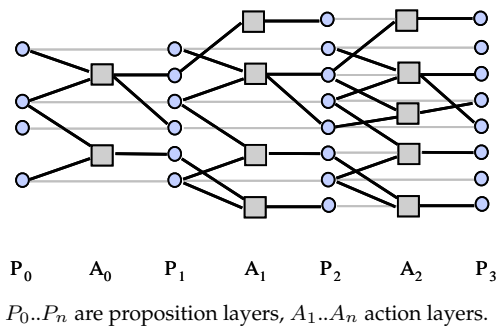 P₀ A₀ P₁ A₁ P₂ A₂ P₃
P₀..Pₙ are proposition layers, A₁..Aₙ action layers.